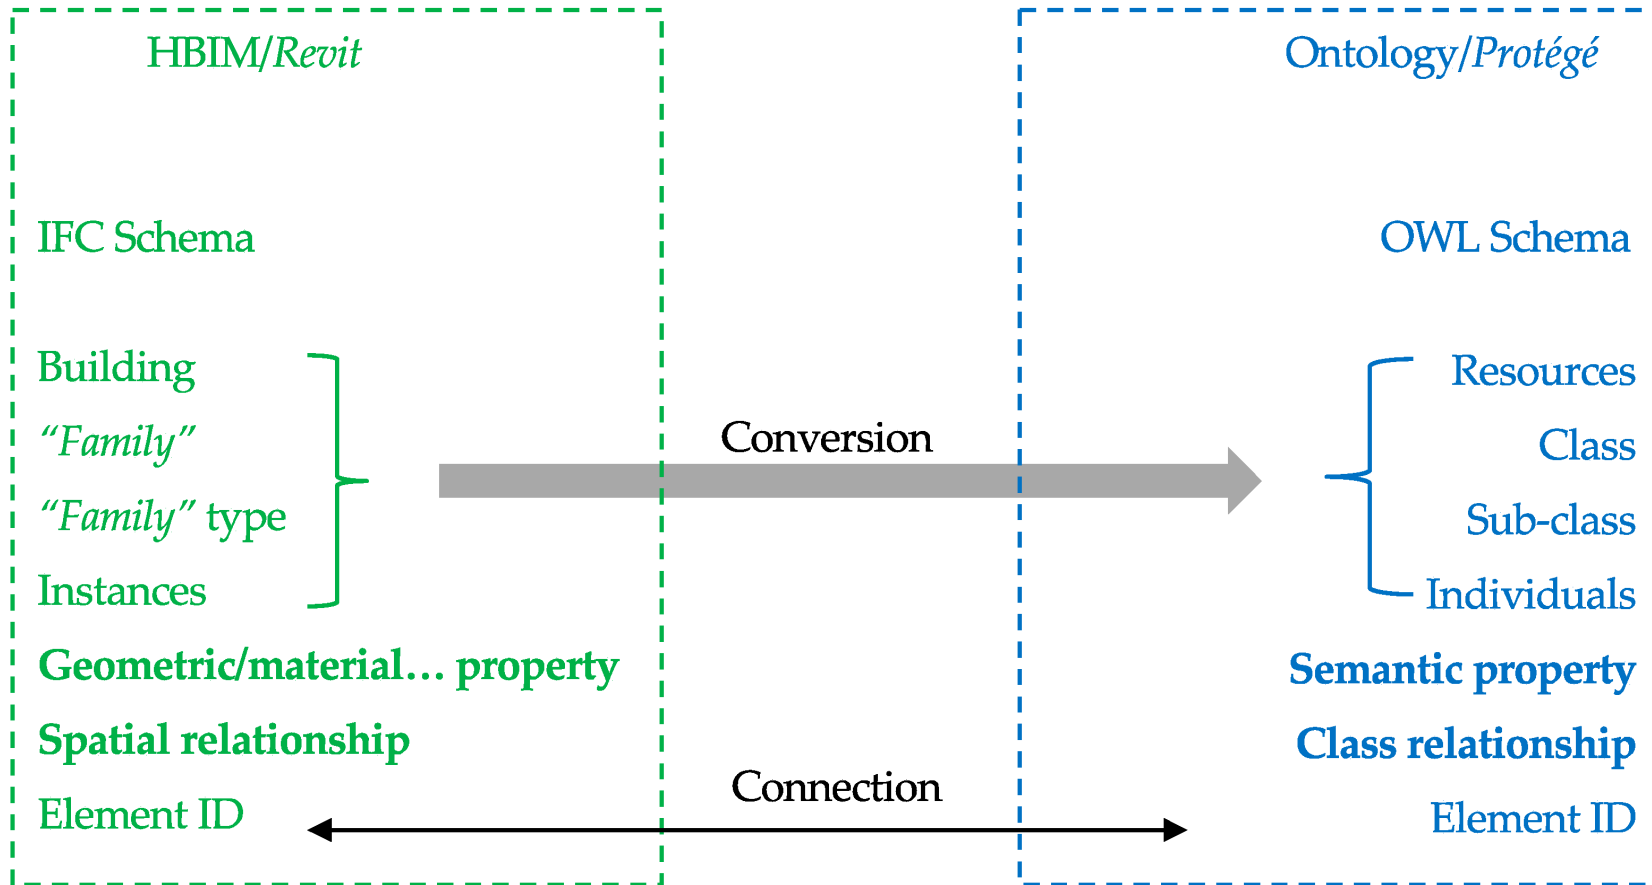 HBIM/Revit
IFC Schema
Building
“Family”
“Family” type
Instances
Geometric/material… property
Spatial relationship
Element ID
Conversion
Connection
Ontology/Protégé
OWL Schema
Resources
Class
Sub-class
Individuals
Semantic property
Class relationship
Element ID